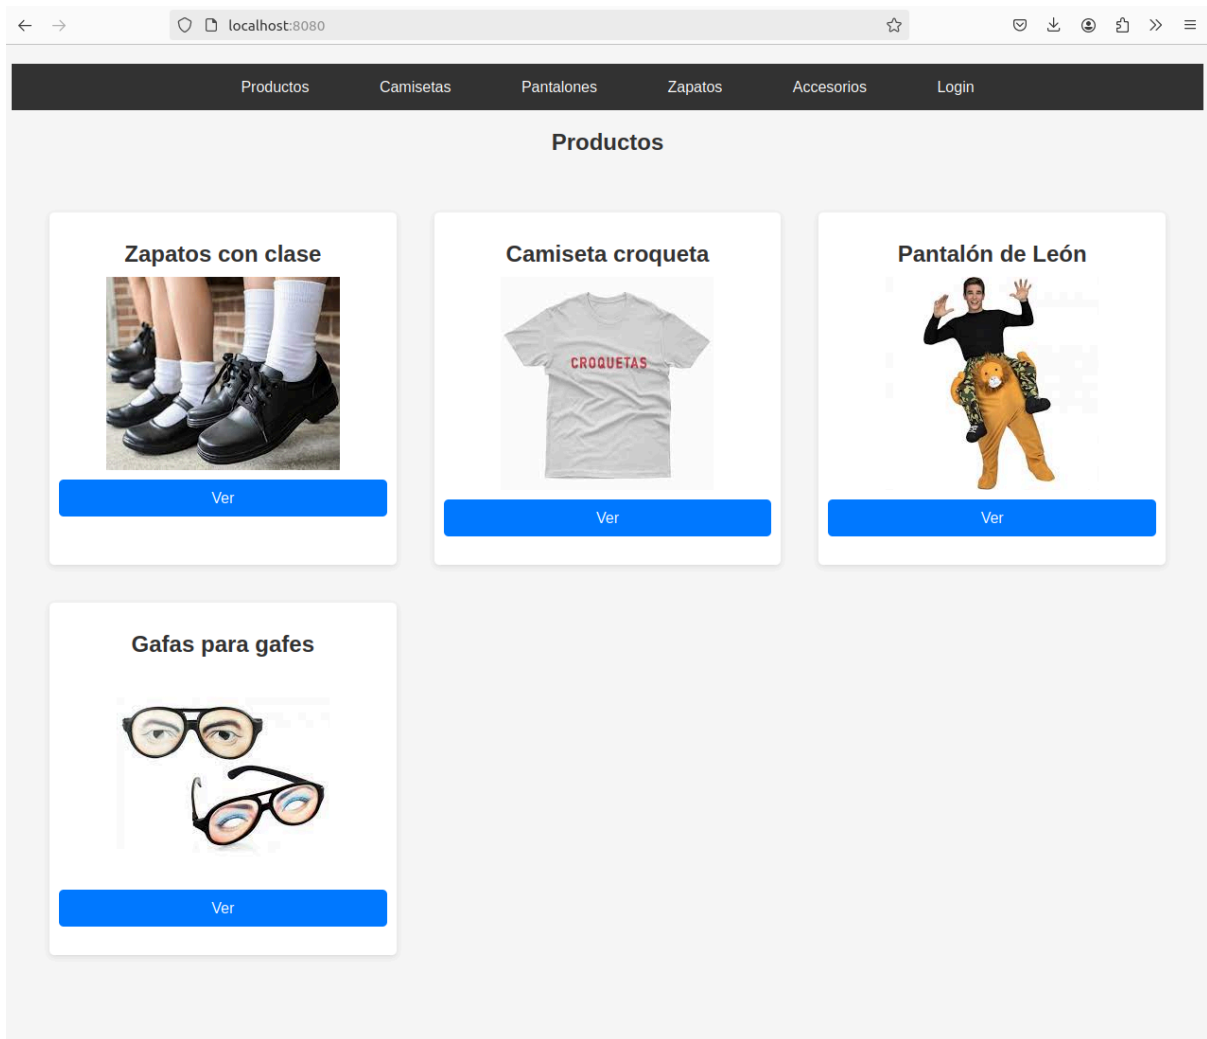 localhost:8080
Productos Camisetas Pantalones Zapatos Accesorios Login
Productos
Zapatos con clase
Ver
Camiseta croqueta
CROQUETAS
Ver
Pantalón de León
Ver
Gafas para gafes
Ver